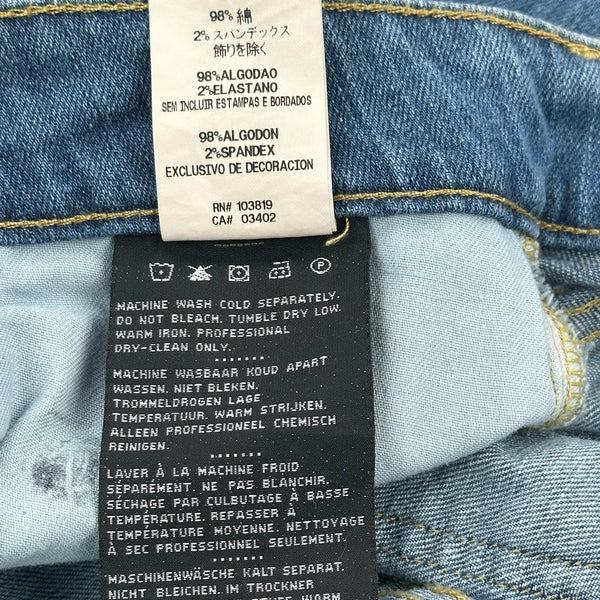 98% 綿
2% スパンデックス
飾りを除く
98%ALGODAO
2%ELASTANO
SEM INCLUIR ESTAMPAS E BORDADOS
98%ALGODON
2%SPANDEX
EXCLUSIVO DE DECORACION
RN# 103819
CA# 03402
MACHINE WASH COLD SEPARATELY.
DO NOT BLEACH. TUMBLE DRY LOW.
WARM IRON. PROFESSIONAL
DRY-CLEAN ONLY.
MACHINE WASBAAR KOUD APART
WASSEN. NIET BLEKEN.
TROMMELDROGEN LAGE
TEMPERATUUR. WARM STRIJKEN.
ALLEEN PROFESSIONEEL CHEMISCH
REINIGEN.
LAVER À LA MACHINE FROID
SÉPARÉMENT. NE PAS BLANCHIR.
SÉCHAGE PAR CULBUTAGE À BASSE
TEMPÉRATURE. REPASSER À
TEMPÉRATURE MOYENNE. NETTOYAGE
À SEC PROFESSIONNEL SEULEMENT.
MASCHINENWÄSCHE KALT SEPARAT.
NICHT BLEICHEN. IM TROCKNER